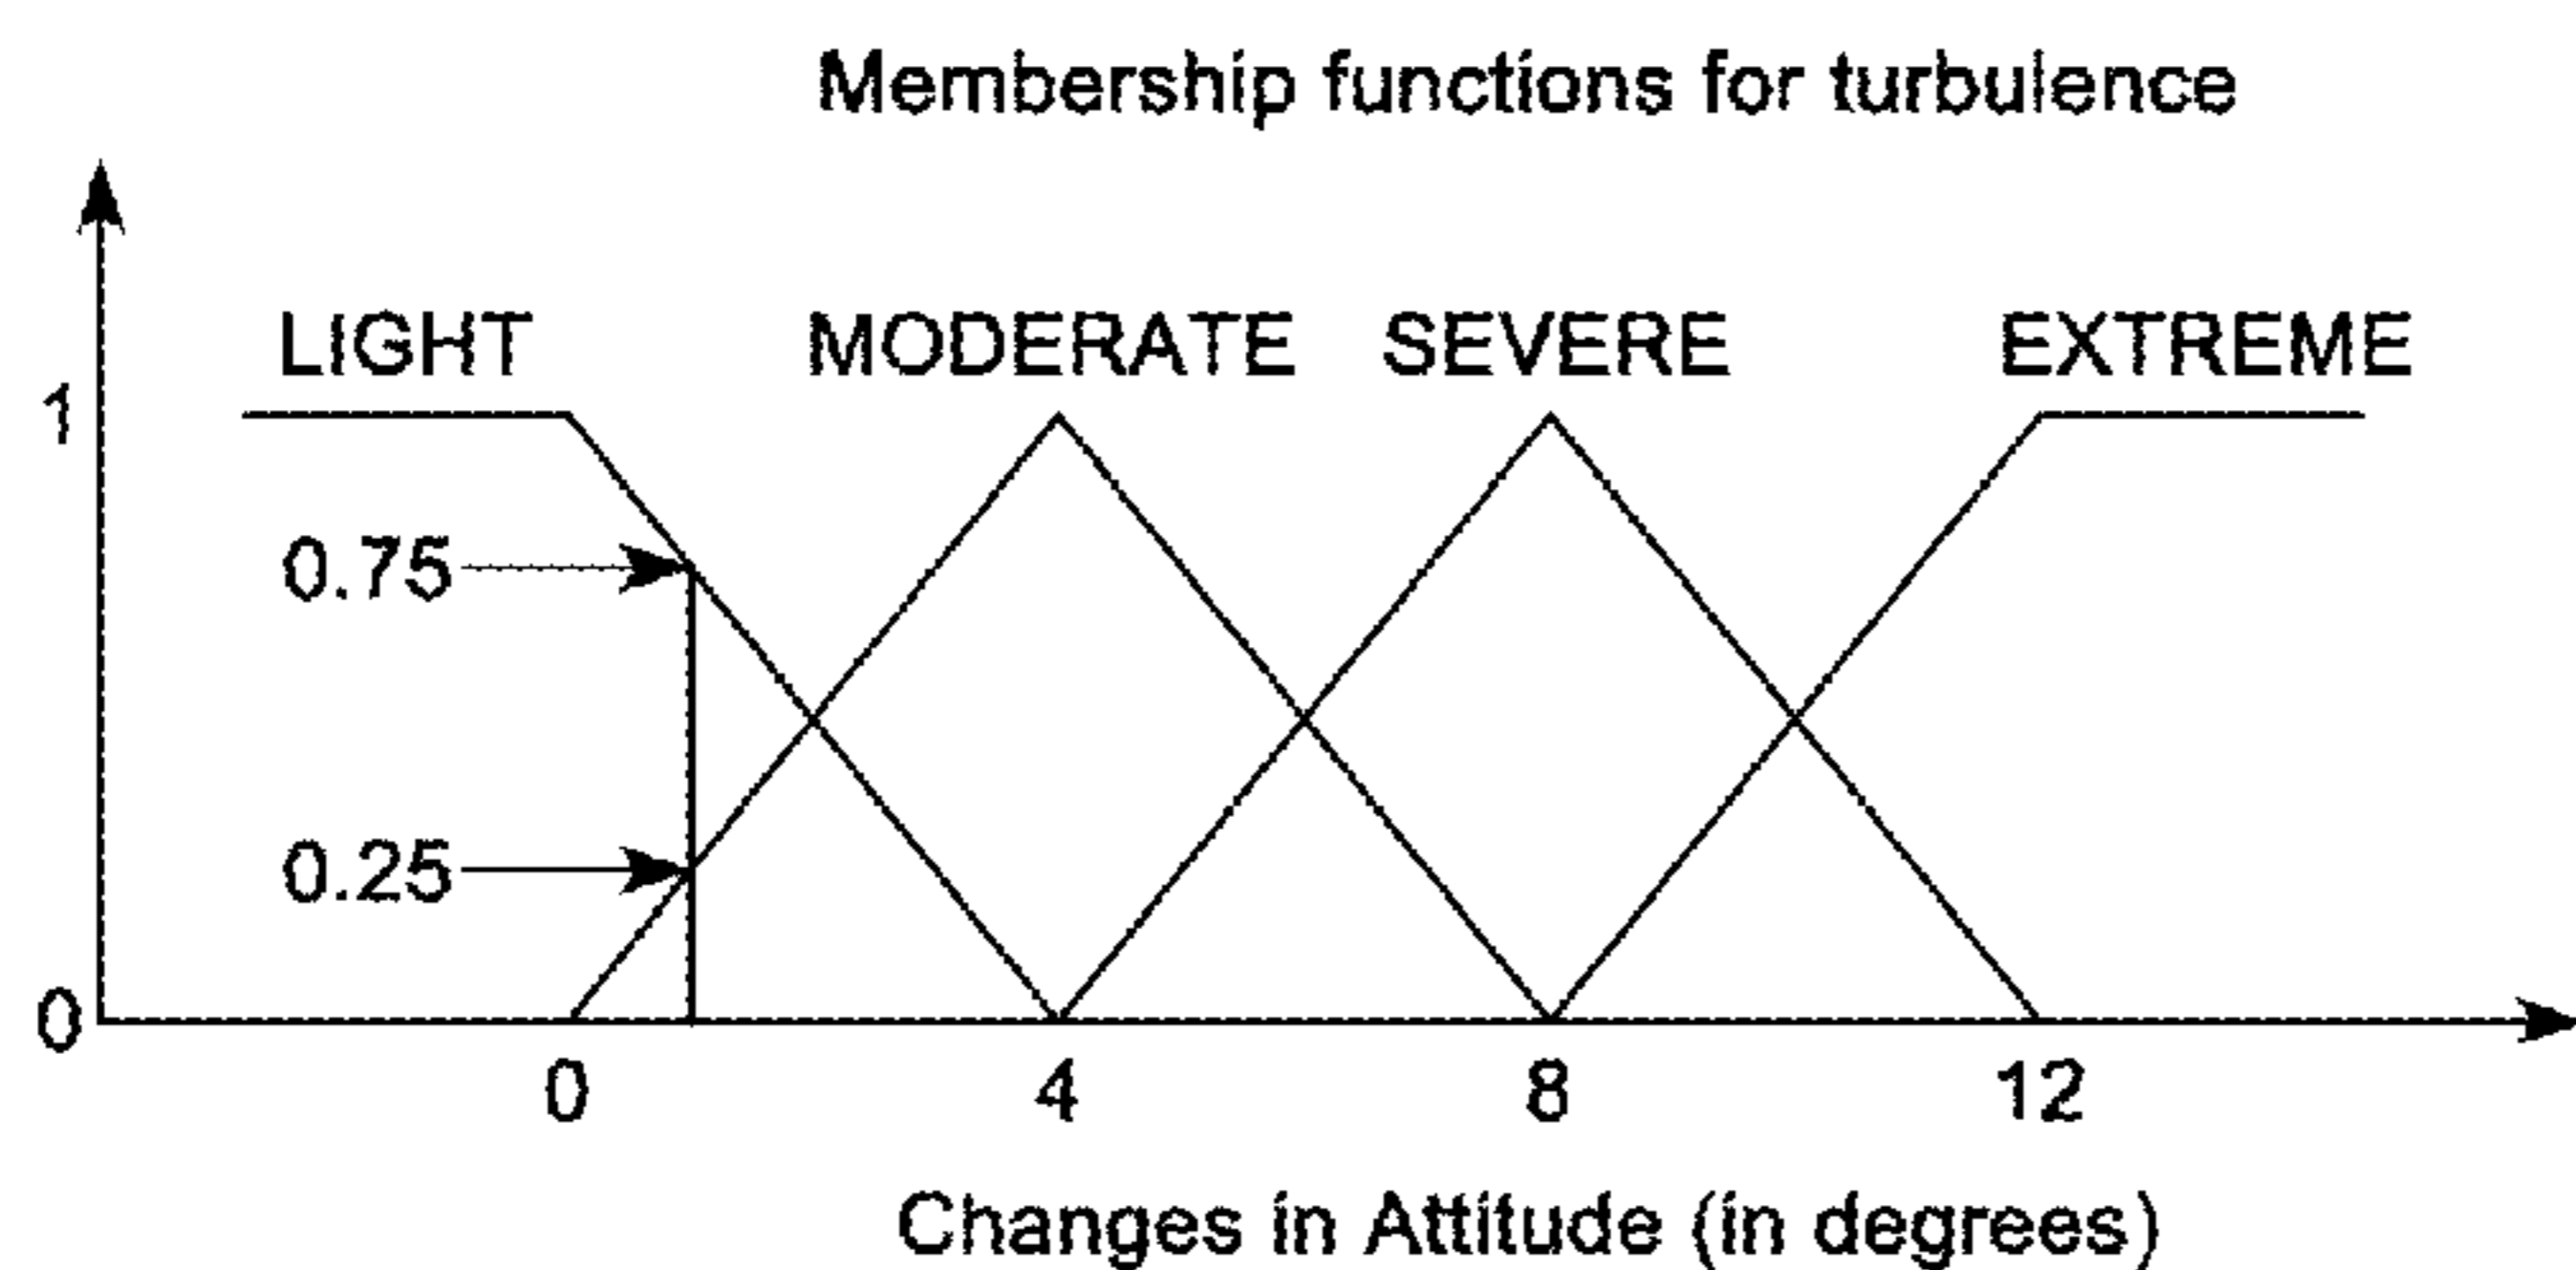 Membership functions for turbulence
LIGHT MODERATE SEVERE EXTREME
1
0.75
0.25
0
0 4 8 12
Changes in Attitude (in degrees)